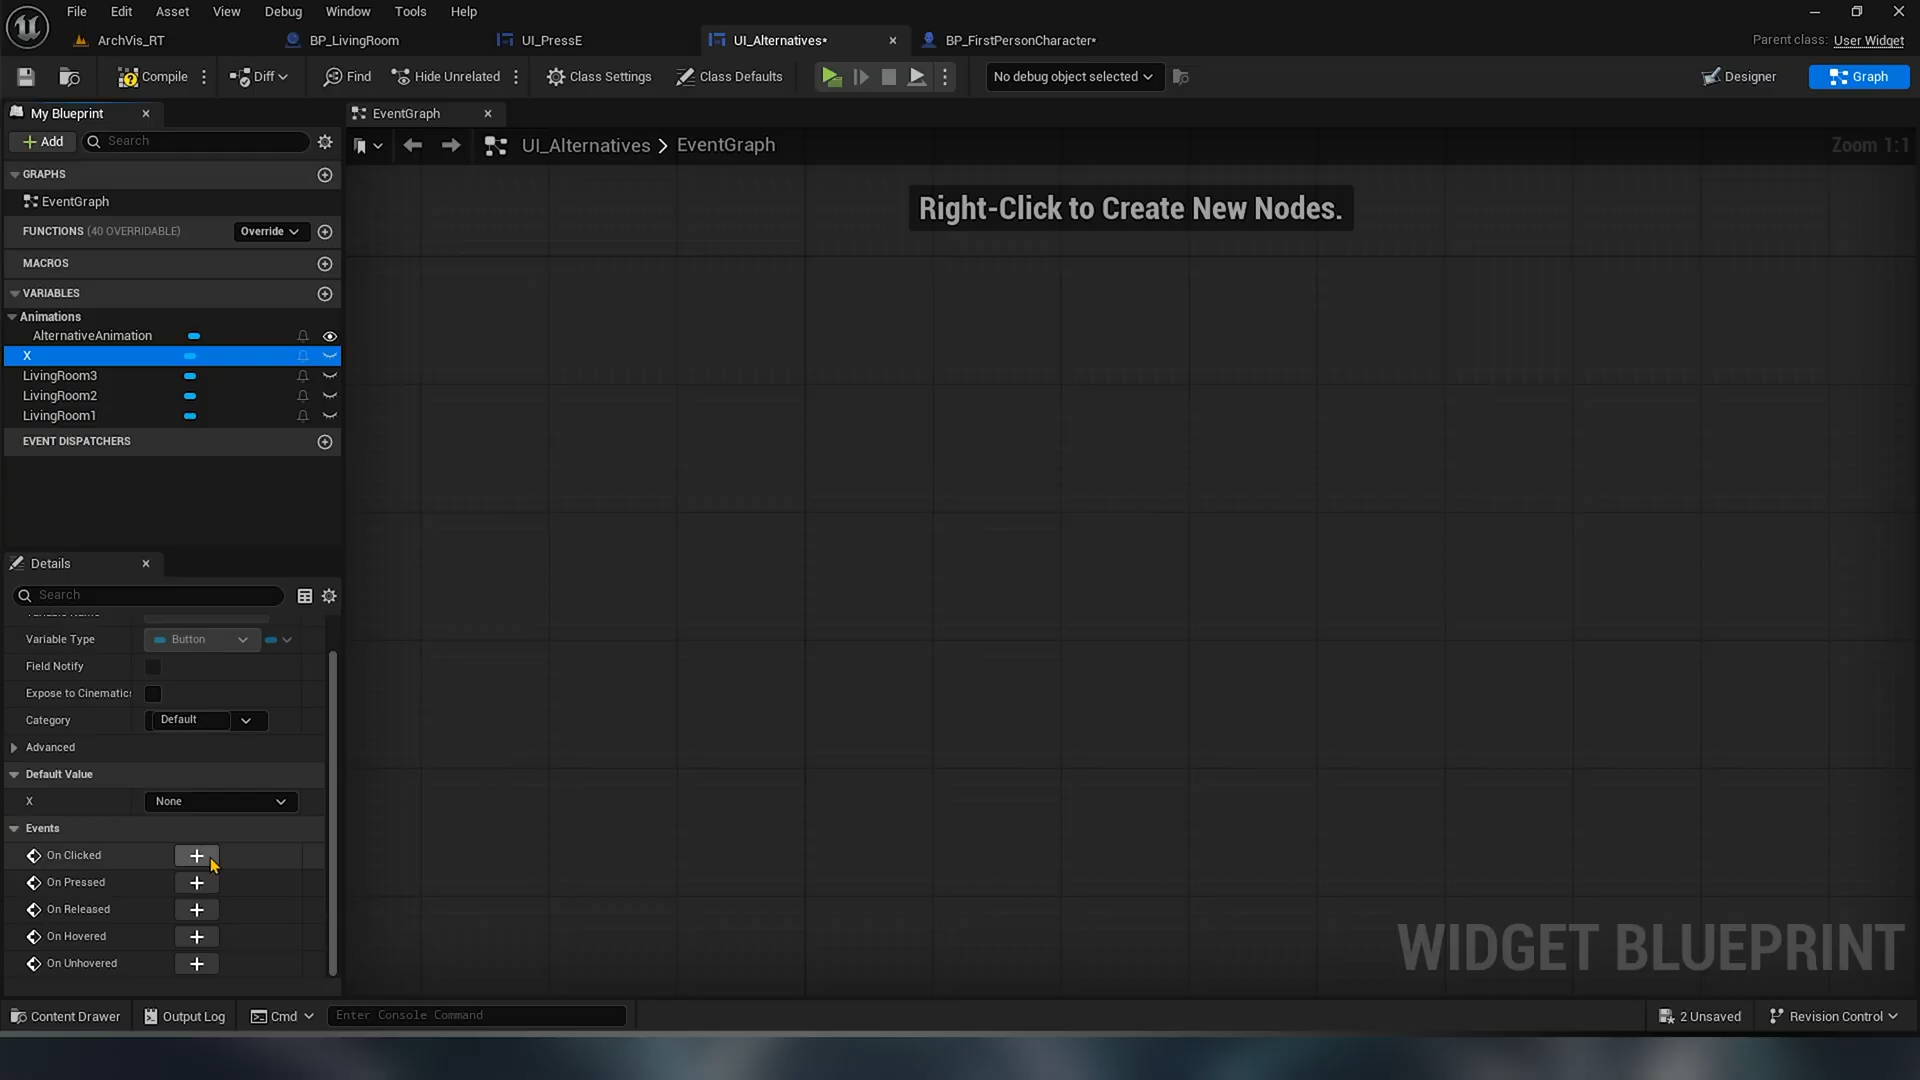 File Edit Asset View Debug Window Tools Help
ArchVis_RT BP_LivingRoom UI_PressE UI_Alternatives* BP_FirstPersonCharacter* Parent class: User Widget
Compile Diff Find Hide Unrelated Class Settings Class Defaults No debug object selected Designer Graph
My Blueprint
EventGraph
Add Search
UI_Alternatives > EventGraph Zoom 1:1
GRAPHS
EventGraph
Right-Click to Create New Nodes.
FUNCTIONS (40 OVERRIDABLE) Override
MACROS
VARIABLES
Animations
AlternativeAnimation
X
LivingRoom3
LivingRoom2
LivingRoom1
EVENT DISPATCHERS
Details
Search
Variable Type Button
Field Notify
Expose to Cinematics
Category Default
Advanced
Default Value
X None
Events
On Clicked
On Pressed
On Released
On Hovered
On Unhovered
WIDGET BLUEPRINT
Content Drawer Output Log Cmd Enter Console Command 2 Unsaved Revision Control